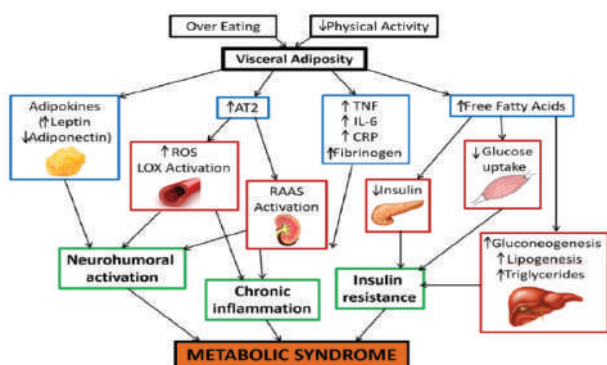 Over Eating
↓Physical Activity
Visceral Adiposity
Adipokines
(↑Leptin
↓Adiponectin)
↑AT2
↑ TNF
↑ IL-6
↑ CRP
↑Fibrinogen
↑Free Fatty Acids
↑ ROS
LOX Activation
RAAS
Activation
↓Insulin
↓Glucose
uptake
↑Gluconeogenesis
↑Lipogenesis
↑Triglycerides
Neurohumoral
activation
Chronic
inflammation
Insulin
resistance
METABOLIC SYNDROME